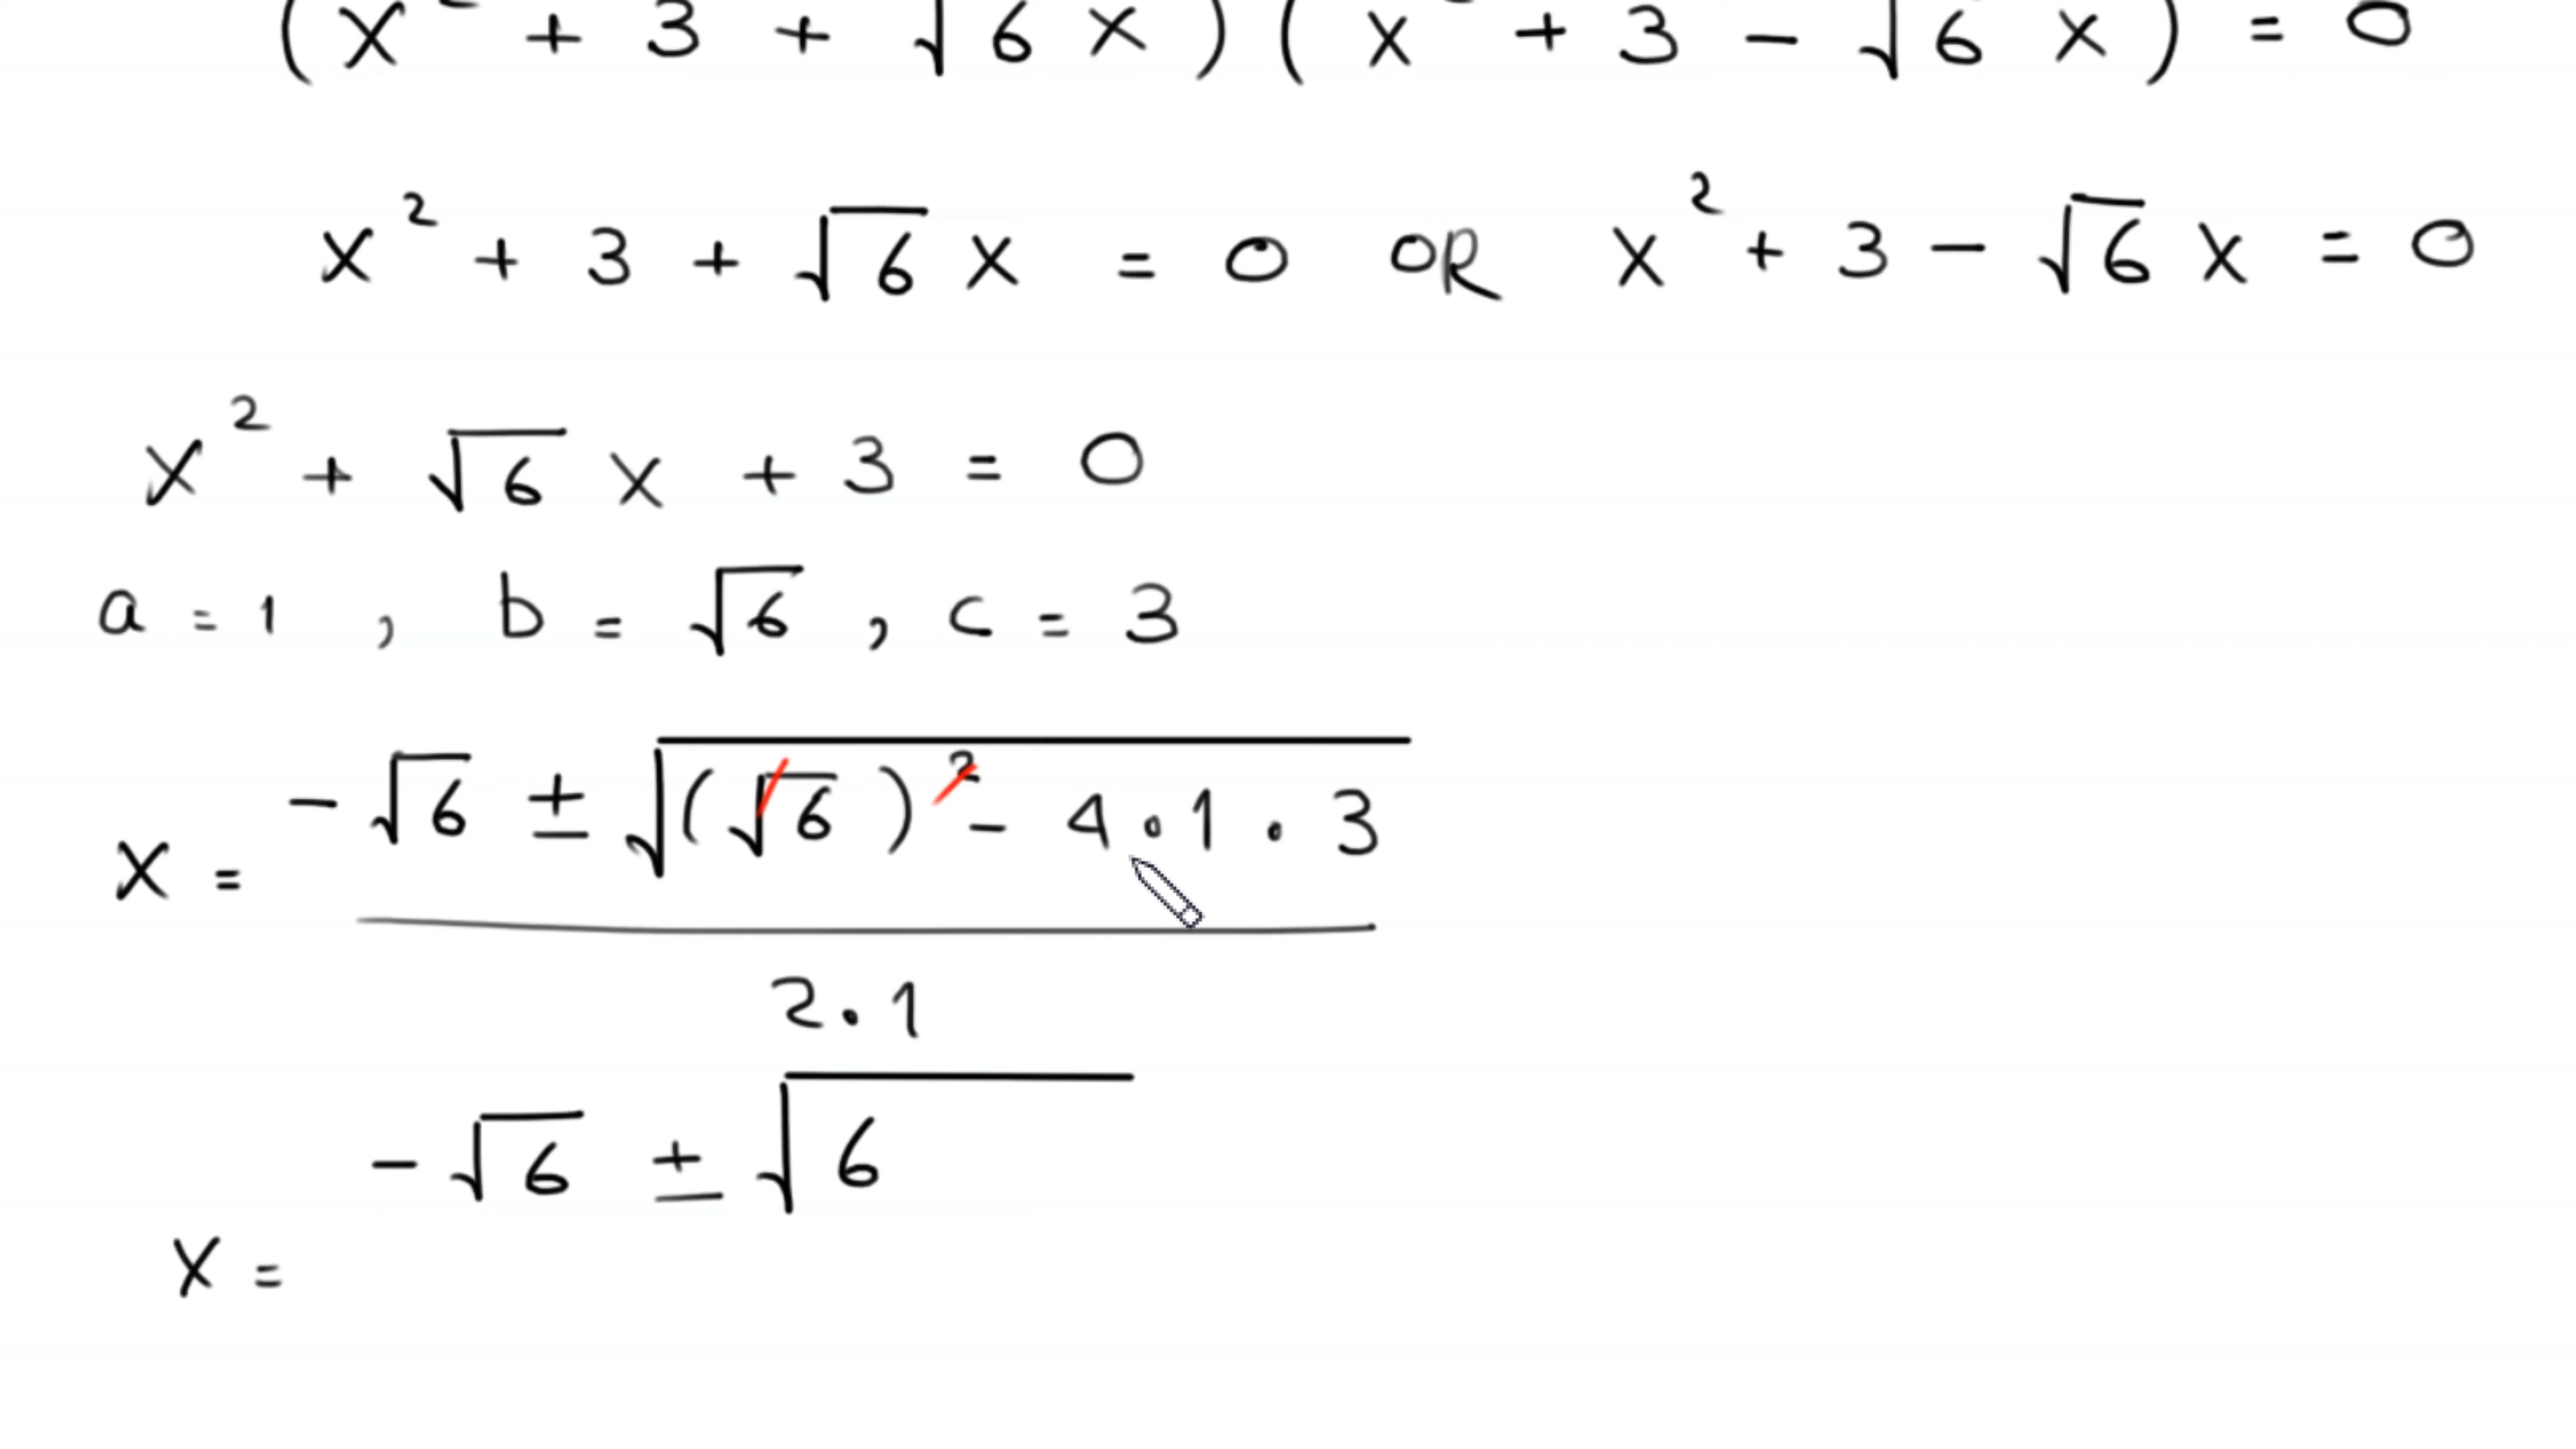 (x² + 3 + √6 x)(x² + 3 - √6 x) = 0
x² + 3 + √6 x = 0 OR x² + 3 - √6 x = 0
x² + √6 x + 3 = 0
a = 1 , b = √6 , c = 3
x = (-√6 ± √((√6)² - 4.1.3)) / 2.1
x = -√6 ± √6